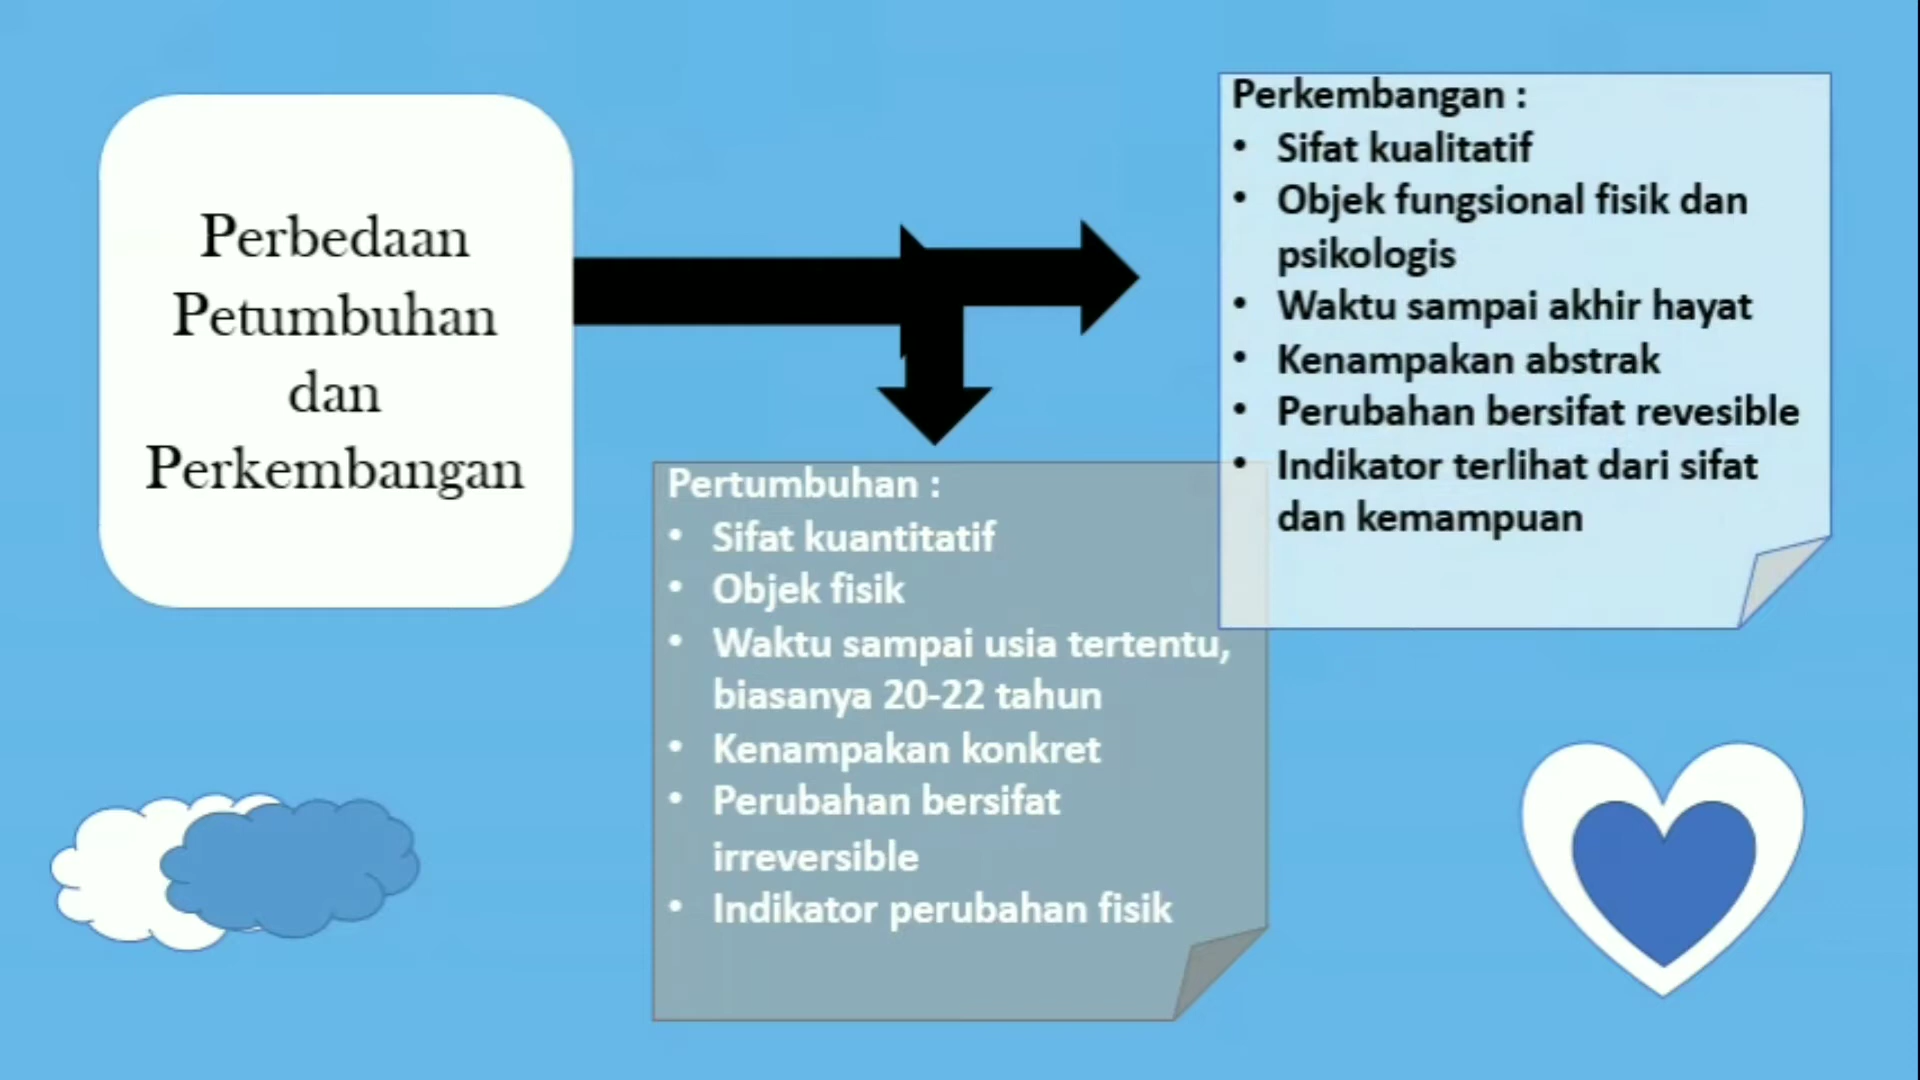 Perbedaan
Petumbuhan
dan
Perkembangan
Perkembangan :
• Sifat kualitatif
• Objek fungsional fisik dan
psikologis
• Waktu sampai akhir hayat
• Kenampakan abstrak
• Perubahan bersifat revesible
• Indikator terlihat dari sifat
dan kemampuan
Pertumbuhan :
• Sifat kuantitatif
• Objek fisik
• Waktu sampai usia tertentu,
biasanya 20-22 tahun
• Kenampakan konkret
• Perubahan bersifat
irreversible
• Indikator perubahan fisik